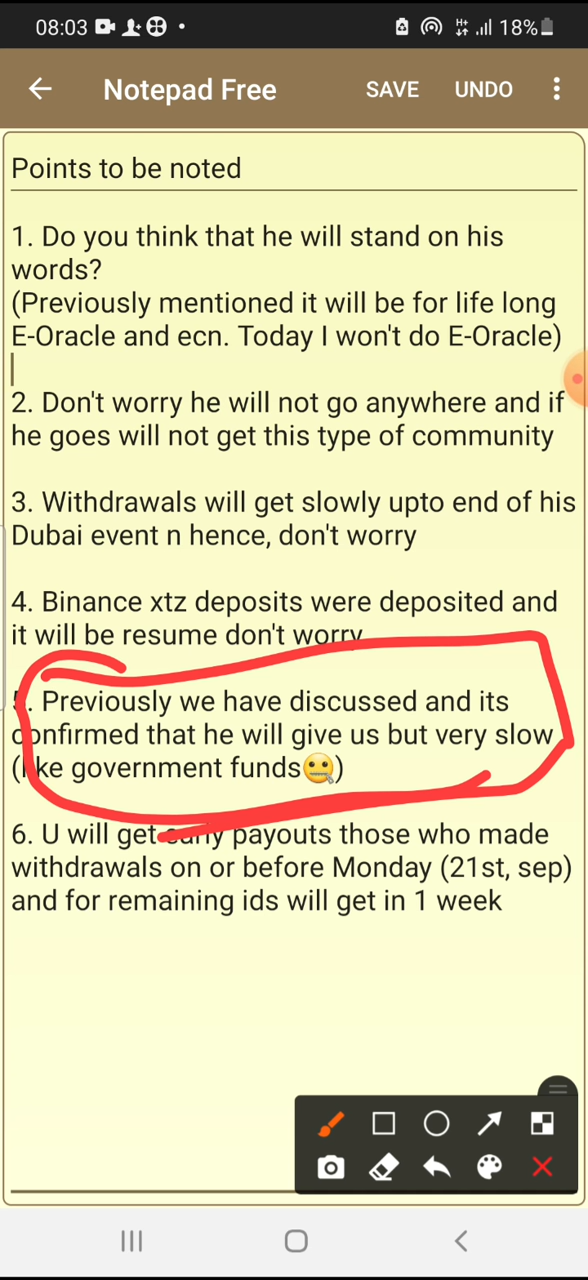 08:03
H+
18%
Notepad Free
SAVE
UNDO
Points to be noted
1. Do you think that he will stand on his
words?
(Previously mentioned it will be for life long
E-Oracle and ecn. Today I won't do E-Oracle)
2. Don't worry he will not go anywhere and if
he goes will not get this type of community
3. Withdrawals will get slowly upto end of his
Dubai event n hence, don't worry
4. Binance xtz deposits were deposited and
it will be resume don't worry
5. Previously we have discussed and its
confirmed that he will give us but very slow
(like government funds🤐)
6. U will get early payouts those who made
withdrawals on or before Monday (21st, sep)
and for remaining ids will get in 1 week